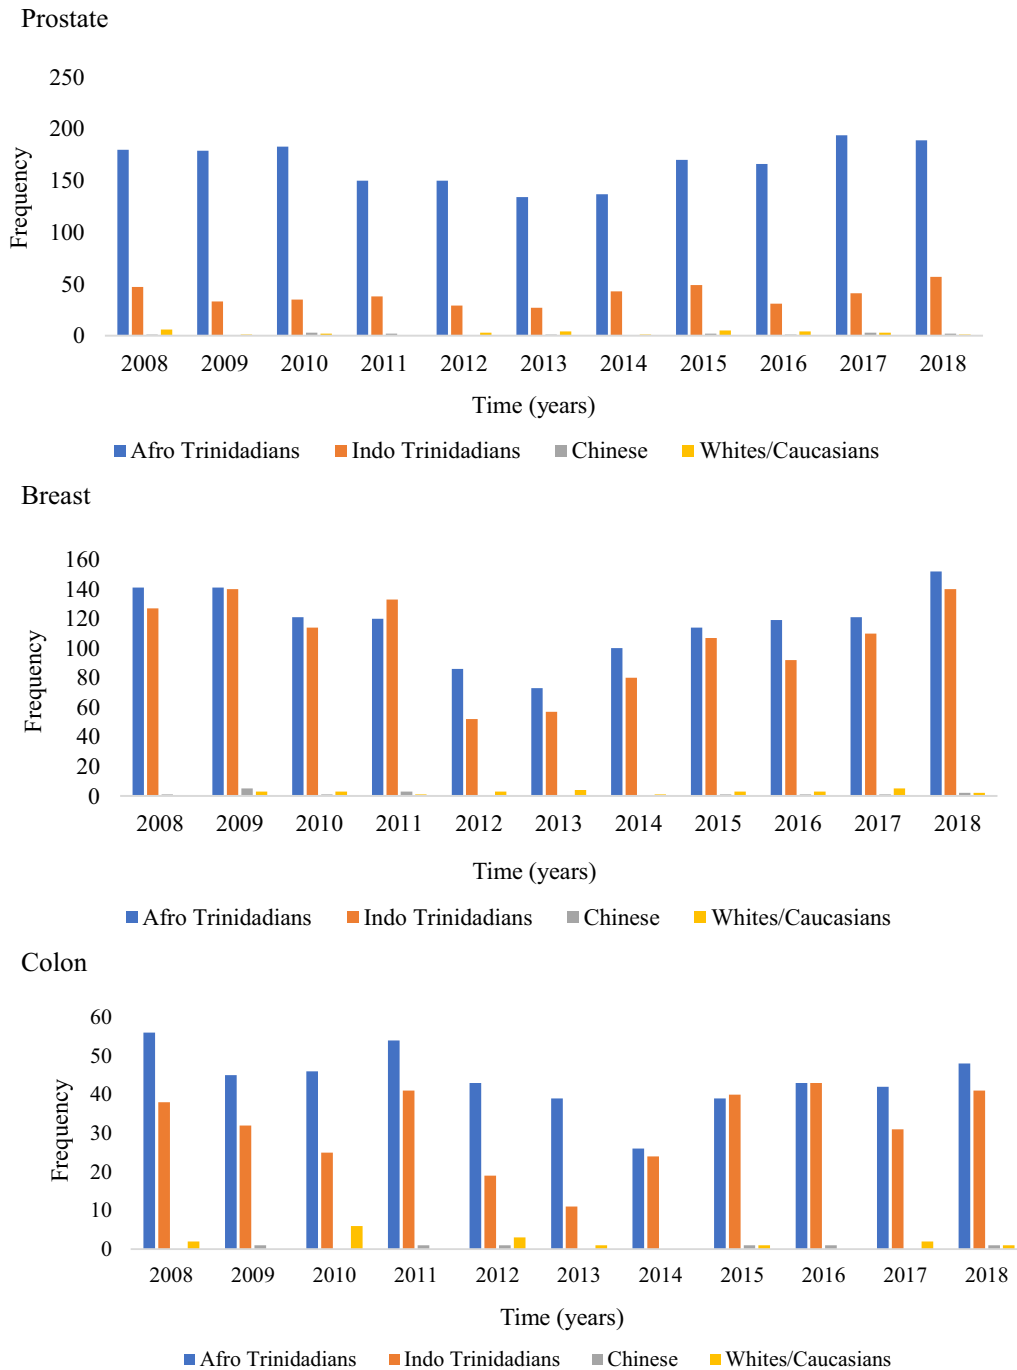 Prostate
250
200
150
100
50
0
Frequency
2008 2009 2010 2011 2012 2013 2014 2015 2016 2017 2018
Time (years)
Afro Trinidadians Indo Trinidadians Chinese Whites/Caucasians
Breast
160
140
120
100
80
60
40
20
0
Frequency
2008 2009 2010 2011 2012 2013 2014 2015 2016 2017 2018
Time (years)
Afro Trinidadians Indo Trinidadians Chinese Whites/Caucasians
Colon
60
50
40
30
20
10
0
Frequency
2008 2009 2010 2011 2012 2013 2014 2015 2016 2017 2018
Time (years)
Afro Trinidadians Indo Trinidadians Chinese Whites/Caucasians